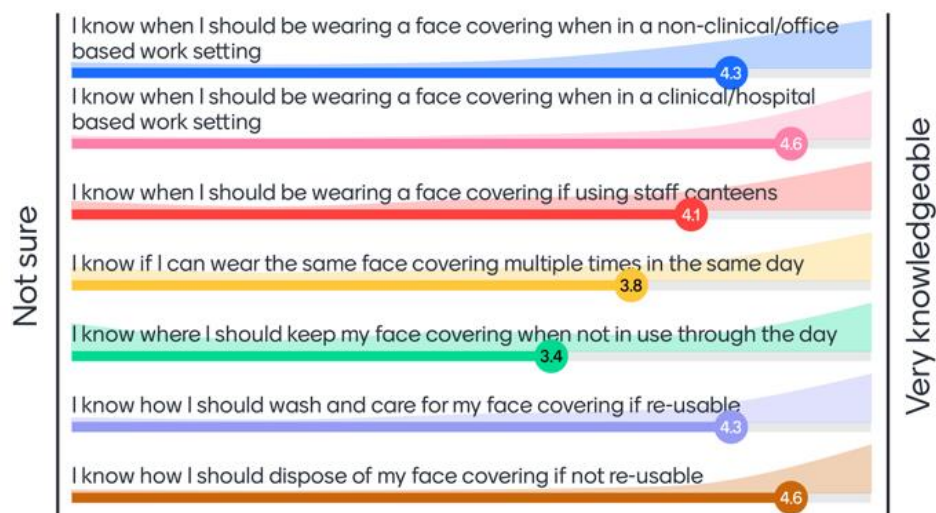 I know when I should be wearing a face covering when in a non-clinical/office
based work setting
4.3
I know when I should be wearing a face covering when in a clinical/hospital
based work setting
4.6
I know when I should be wearing a face covering if using staff canteens
4.1
I know if I can wear the same face covering multiple times in the same day
3.8
I know where I should keep my face covering when not in use through the day
3.4
I know how I should wash and care for my face covering if re-usable
4.3
I know how I should dispose of my face covering if not re-usable
4.6
Not sure
Very knowledgeable